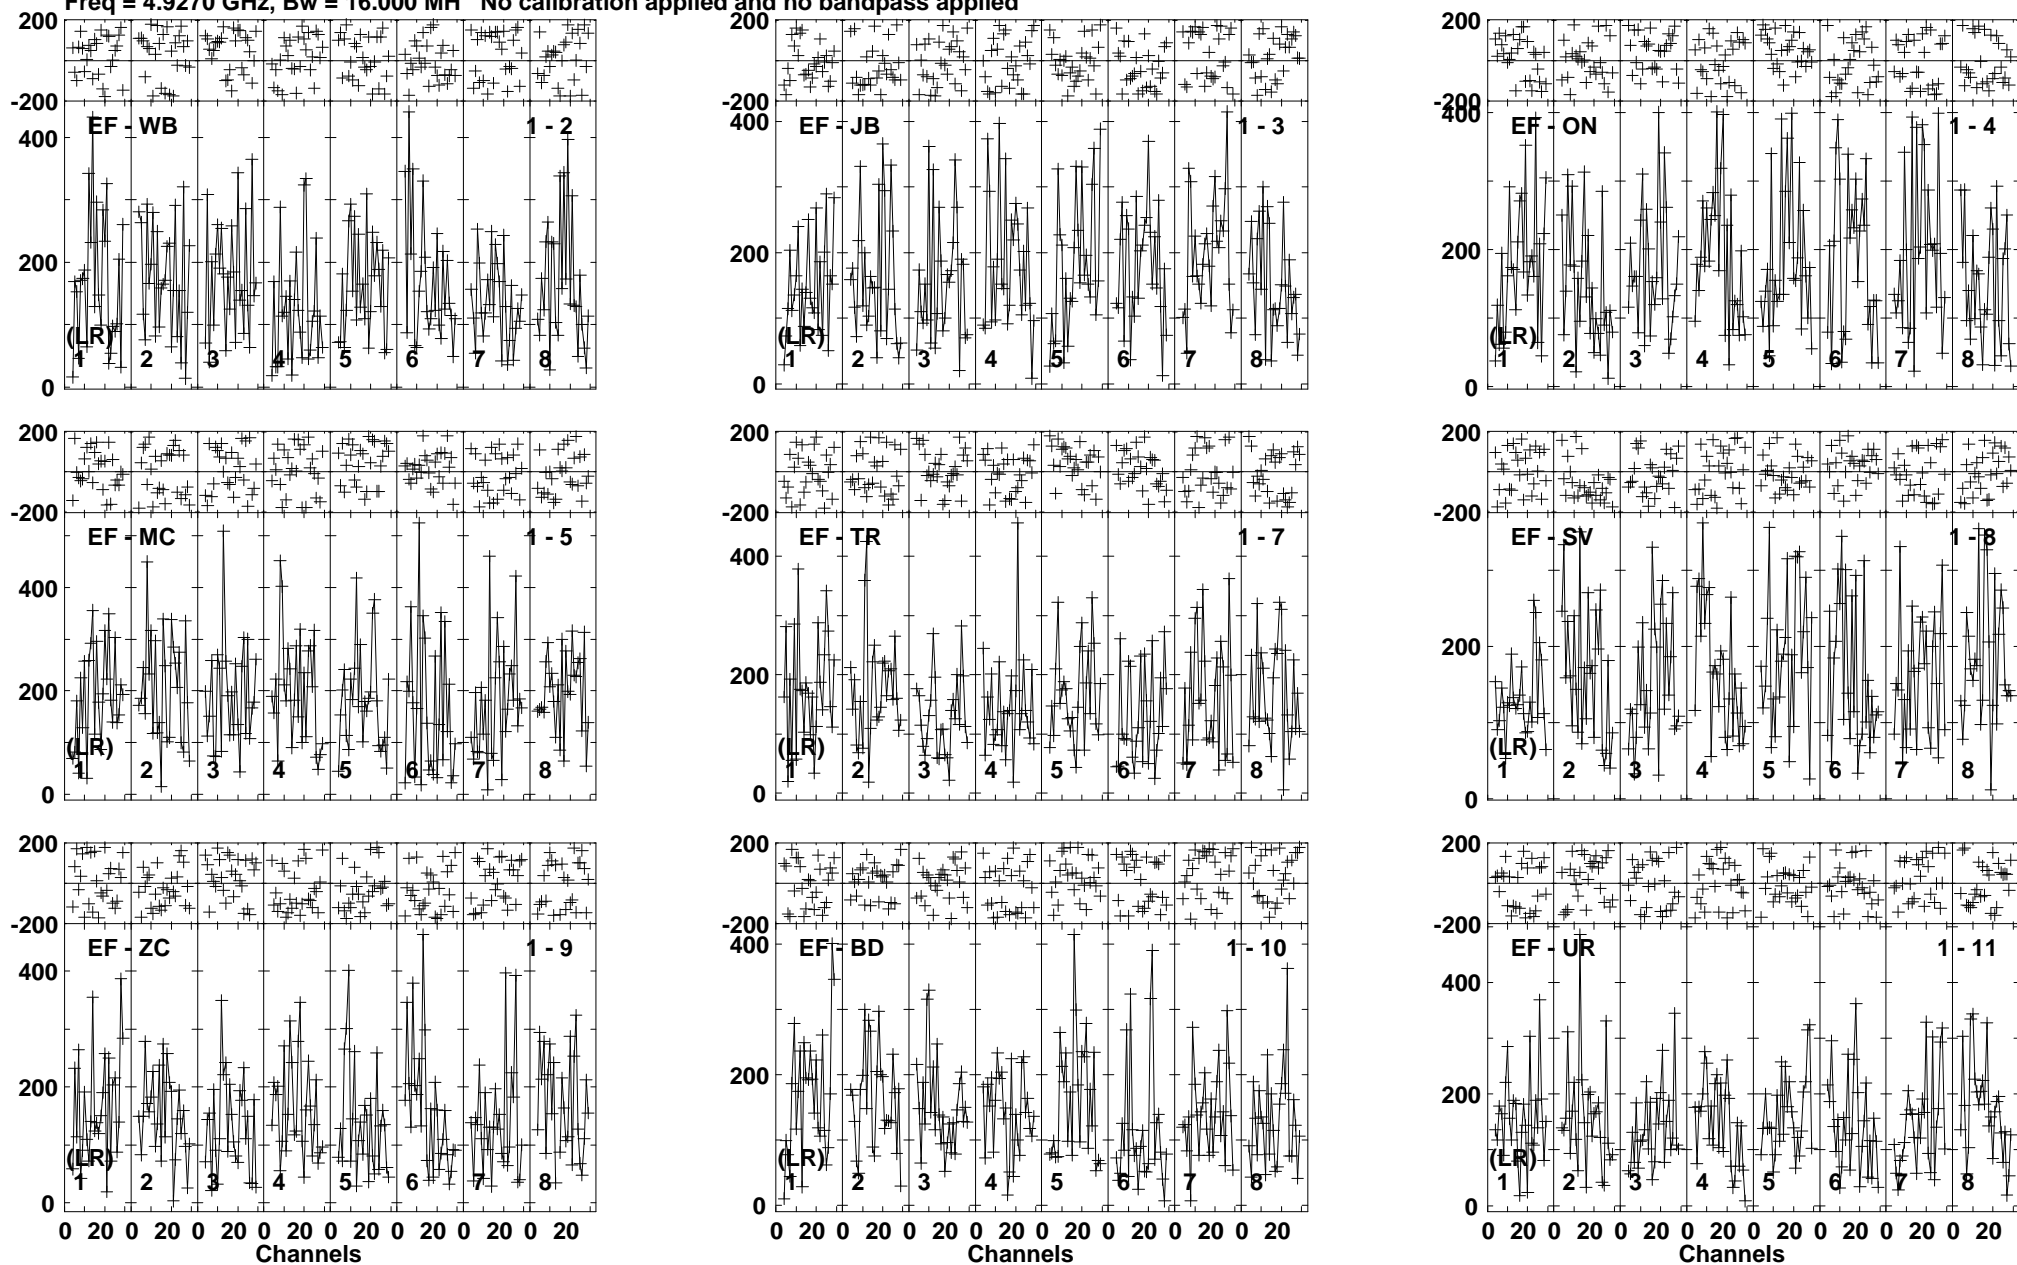 Freq = 4.9270 GHz, Bw = 16.000 MH No calibration applied and no bandpass applied
200 200 200
-200 -200 -200
EF - WB 1 - 2 EF - JB 1 - 3 EF - ON 1 - 4
400 400 400
200 200 200
(LR) (LR) (LR)
1 2 3 4 5 6 7 8 1 2 3 4 5 6 7 8 1 2 3 4 5 6 7 8
0 0 0
200 200 200
-200 -200 -200
EF - MC 1 - 5 EF - TR 1 - 7 EF - SV 1 - 8
400 400
200 200 200
(LR) (LR) (LR)
1 2 3 4 5 6 7 8 1 2 3 4 5 6 7 8 1 2 3 4 5 6 7 8
0 0 0
200 200 200
-200 -200 -200
EF - ZC 1 - 9 EF - BD 1 - 10 EF - UR 1 - 11
400 400 400
200 200 200
(LR) (LR) (LR)
1 2 3 4 5 6 7 8 1 2 3 4 5 6 7 8 1 2 3 4 5 6 7 8
0 0 0
0 20 0 20 0 20 0 20 0 20 0 20 0 20 0 20 0 20 0 20 0 20 0 20 0 20 0 20 0 20 0 20 0 20 0 20 0 20 0 20 0 20 0 20 0 20 0 20
Channels Channels Channels